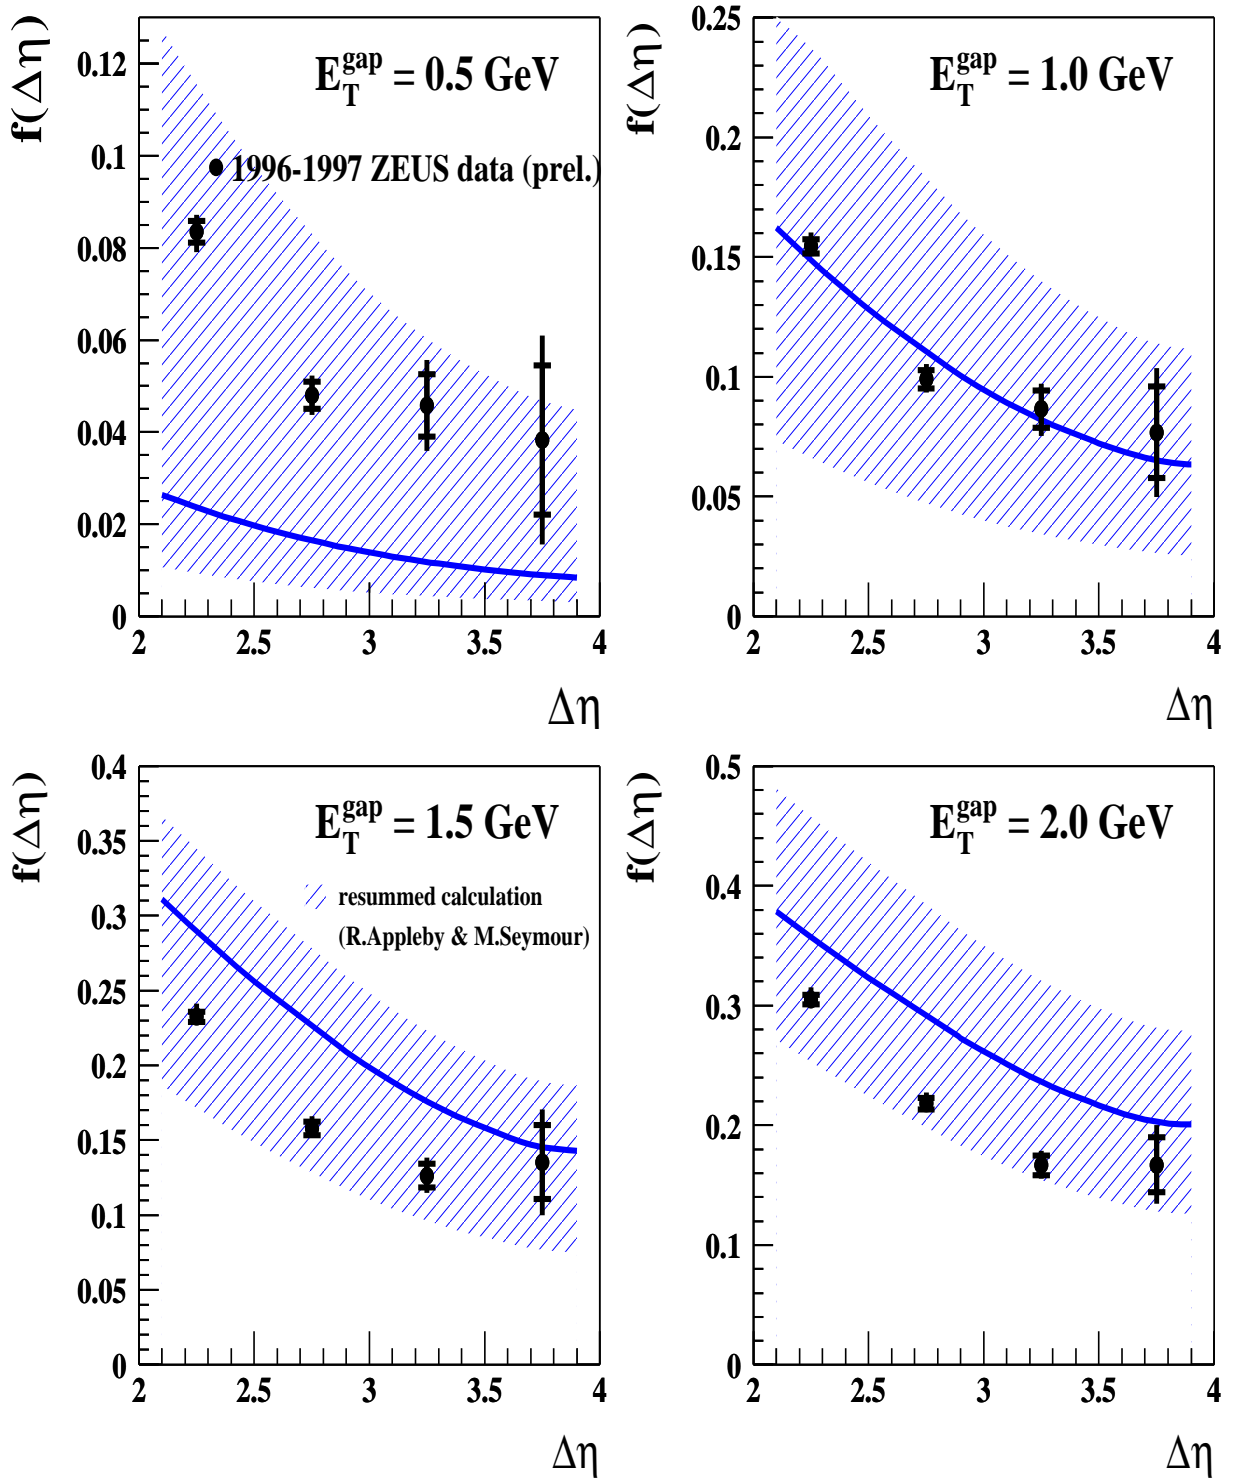 f(Δη)
E_T^gap = 0.5 GeV
1996-1997 ZEUS data (prel.)
0.12
0.1
0.08
0.06
0.04
0.02
0
2 2.5 3 3.5 4
Δη
f(Δη)
E_T^gap = 1.0 GeV
0.25
0.2
0.15
0.1
0.05
0
2 2.5 3 3.5 4
Δη
f(Δη)
E_T^gap = 1.5 GeV
resummed calculation
(R.Appleby & M.Seymour)
0.4
0.35
0.3
0.25
0.2
0.15
0.1
0.05
0
2 2.5 3 3.5 4
Δη
f(Δη)
E_T^gap = 2.0 GeV
0.5
0.4
0.3
0.2
0.1
0
2 2.5 3 3.5 4
Δη